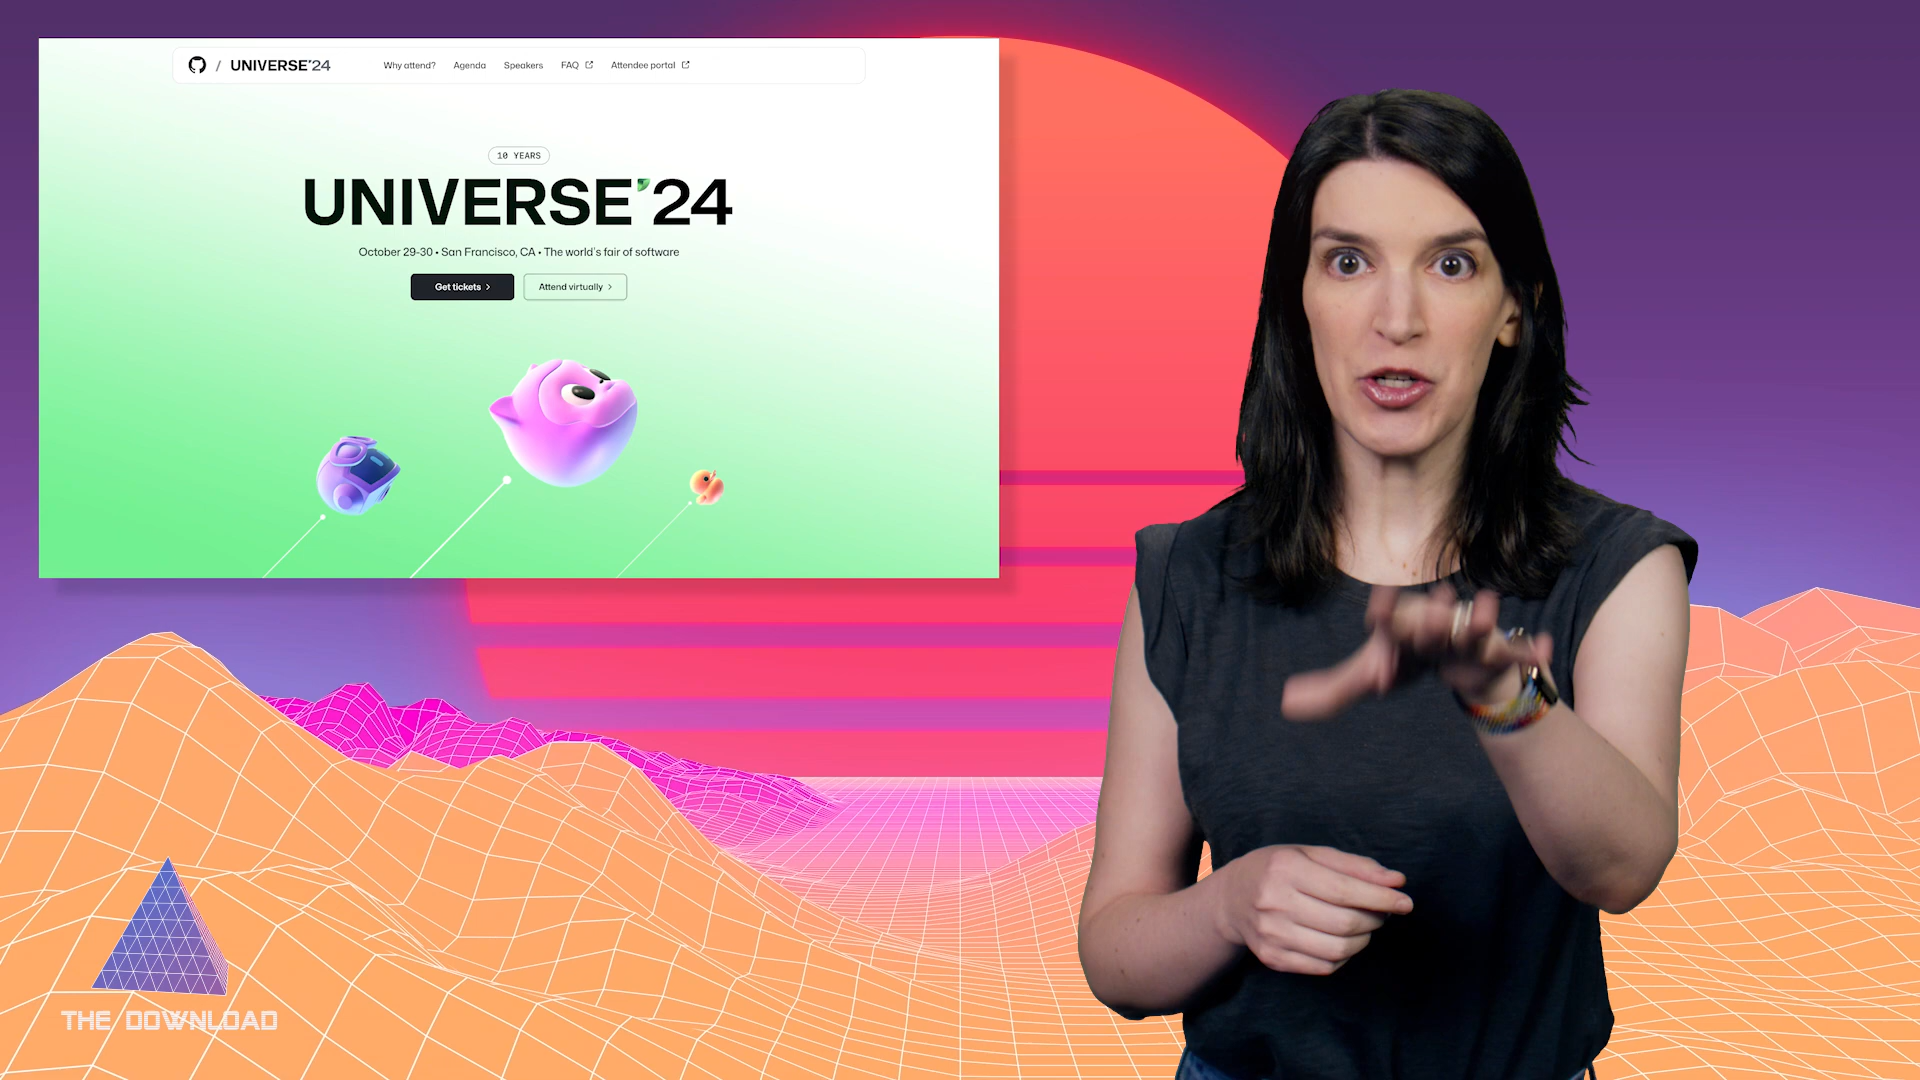 / UNIVERSE'24 Why attend? Agenda Speakers FAQ Attendee portal
10 YEARS
UNIVERSE'24
October 29-30 • San Francisco, CA • The world's fair of software
Get tickets > Attend virtually >
THE DOWNLOAD